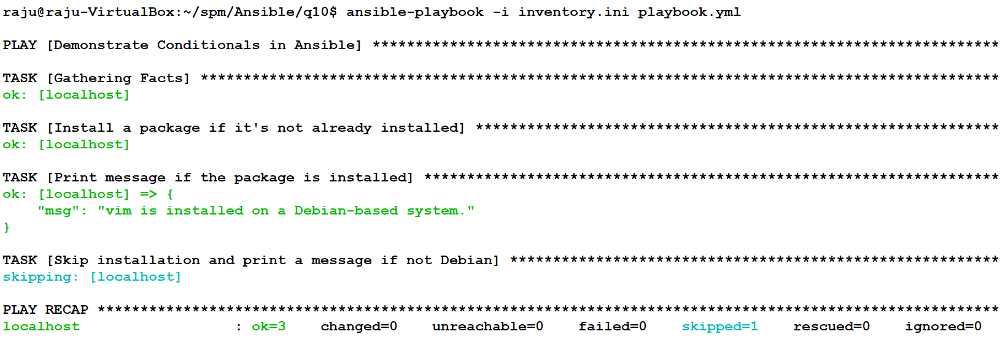 raju@raju-VirtualBox:~/spm/Ansible/q10$ ansible-playbook -i inventory.ini playbook.yml
PLAY [Demonstrate Conditionals in Ansible] *************************************************************************
TASK [Gathering Facts] *********************************************************************************************
ok: [localhost]
TASK [Install a package if it's not already installed] *************************************************************
ok: [localhost]
TASK [Print message if the package is installed] *******************************************************************
ok: [localhost] => {
    "msg": "vim is installed on a Debian-based system."
}
TASK [Skip installation and print a message if not Debian] *********************************************************
skipping: [localhost]
PLAY RECAP *********************************************************************************************************
localhost                  : ok=3    changed=0    unreachable=0    failed=0    skipped=1    rescued=0    ignored=0